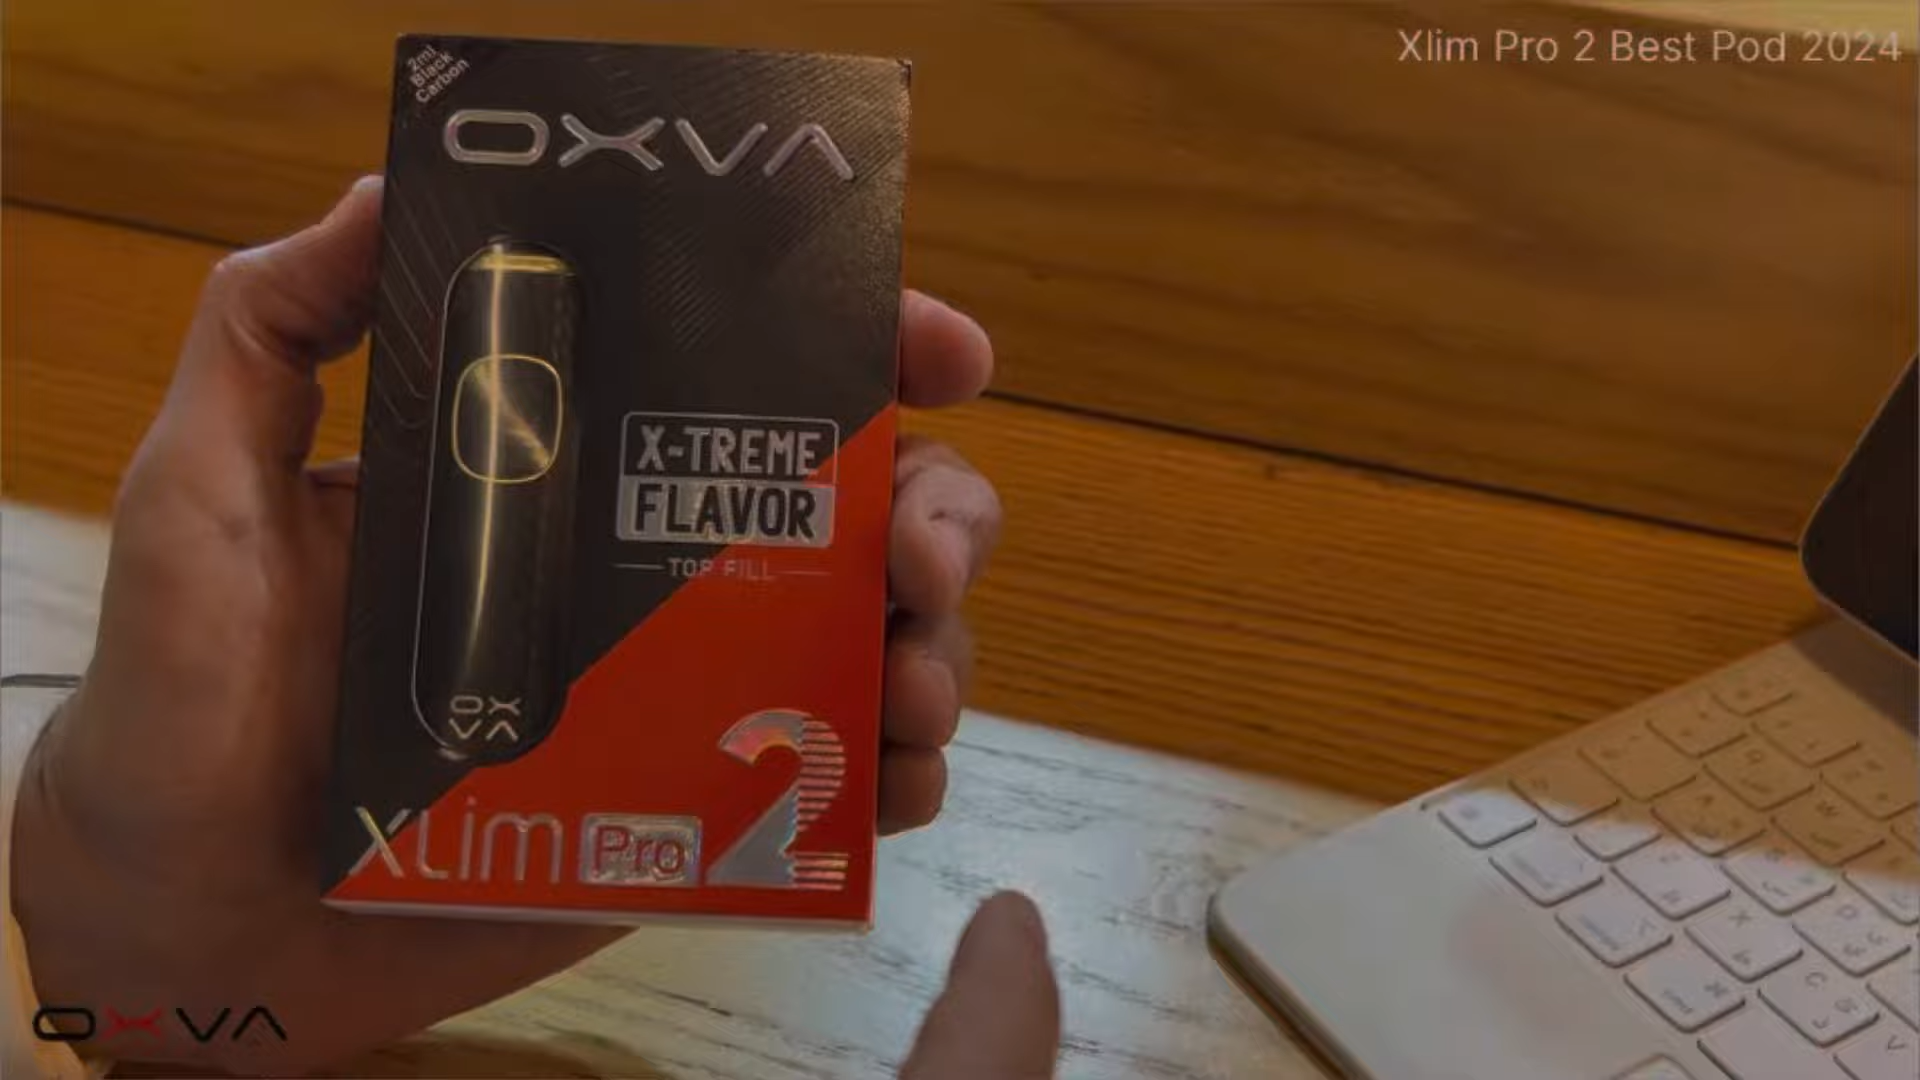 Xlim Pro 2 Best Pod 2024
2ml
Black
Carbon
OXVA
X-TREME
FLAVOR
TOP FILL
OX
VA
XLim Pro 2
OXVA